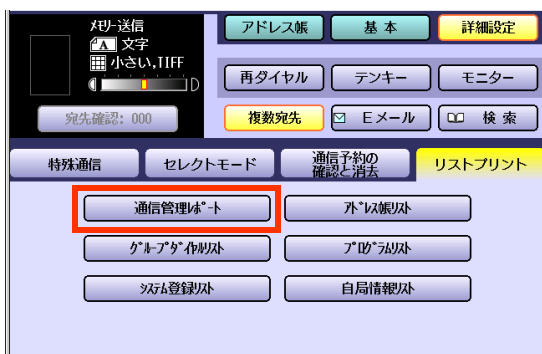 ﾒﾓﾘｰ送信
A 文字
小さい,TIFF
D
宛先確認: 000
アドレス帳
基 本
詳細設定
再ダイヤル
テンキー
モニター
複数宛先
Eメール
検 索
特殊通信
セレクトモード
通信予約の
確認と消去
リストプリント
通信管理ﾚﾎﾟｰﾄ
ｱﾄﾞﾚｽ帳ﾘｽﾄ
ｸﾞﾙｰﾌﾟﾀﾞｲﾔﾙﾘｽﾄ
ﾌﾟﾛｸﾞﾗﾑﾘｽﾄ
ｼｽﾃﾑ登録ﾘｽﾄ
自局情報ﾘｽﾄ